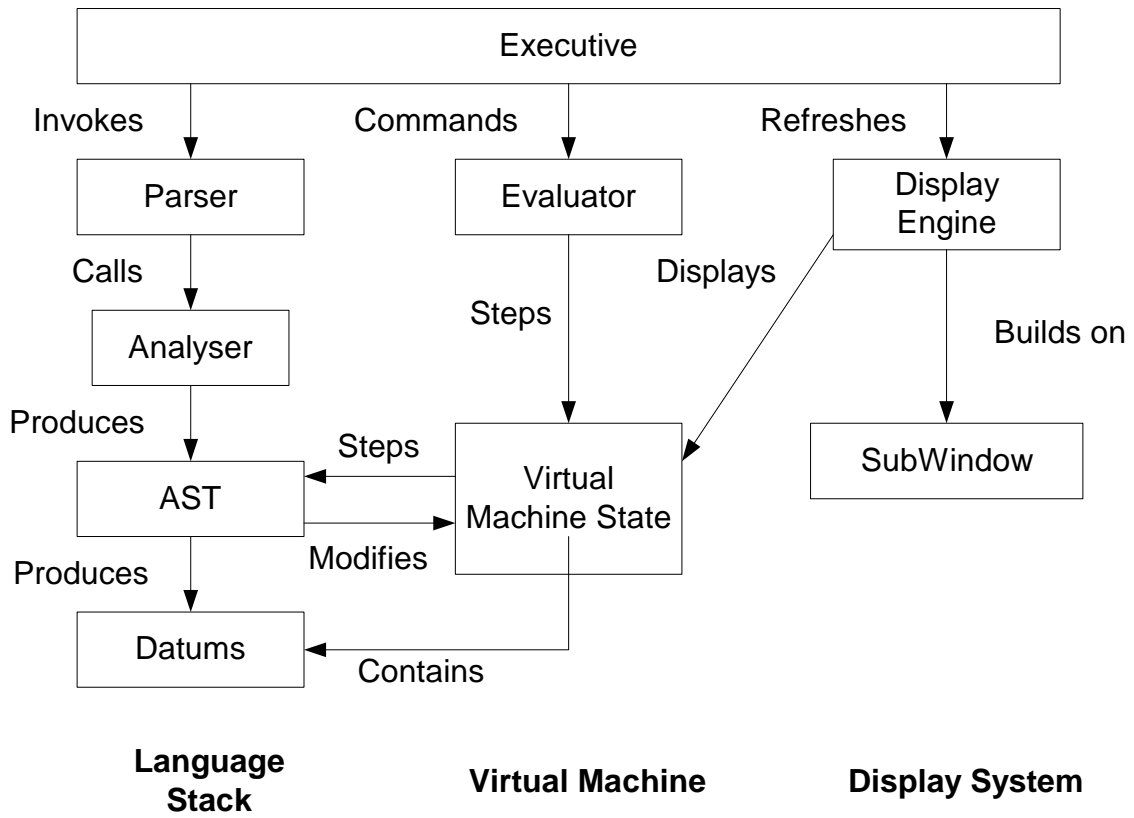 Executive
Invokes
Commands
Refreshes
Parser
Evaluator
Display
Engine
Calls
Steps
Displays
Builds on
Analyser
Produces
Steps
AST
Virtual
Machine State
SubWindow
Modifies
Produces
Datums
Contains
Language
Stack
Virtual Machine
Display System